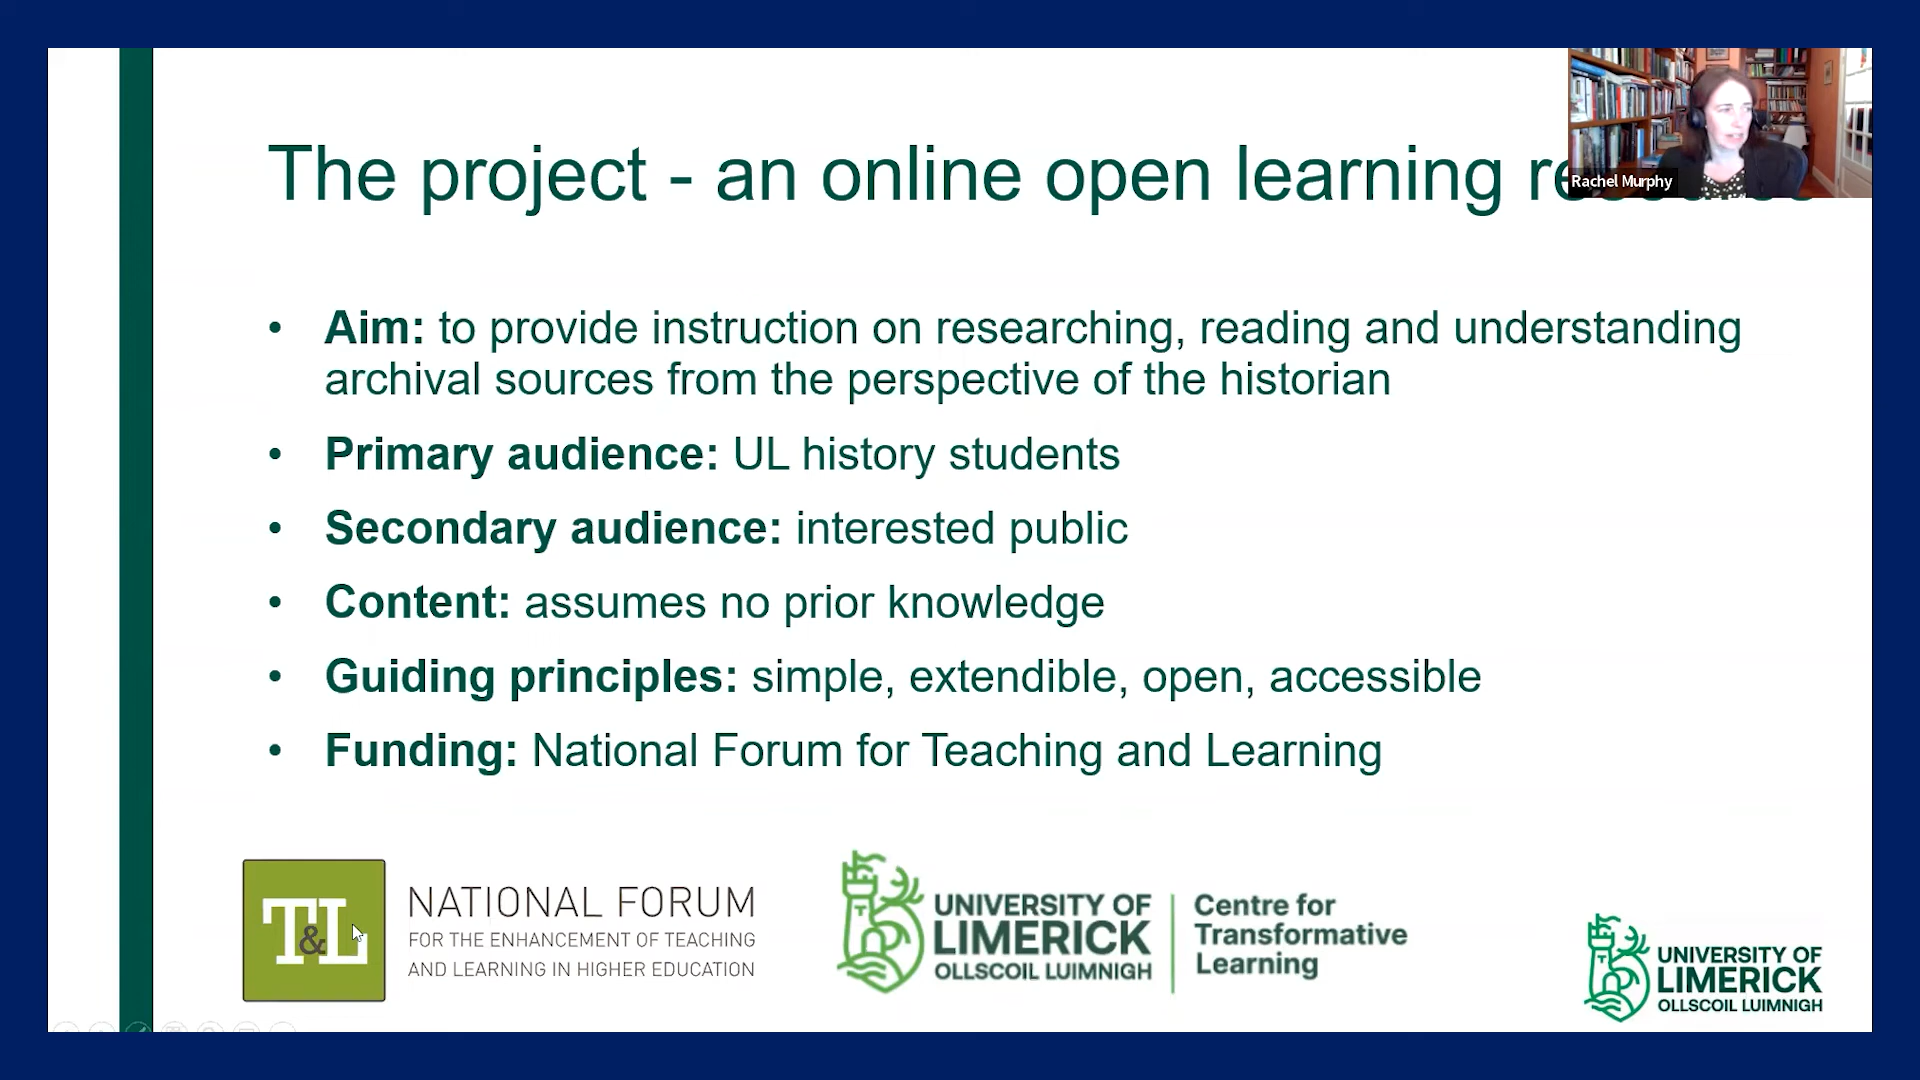 The project - an online open learning
Rachel Murphy
• Aim: to provide instruction on researching, reading and understanding
archival sources from the perspective of the historian
• Primary audience: UL history students
• Secondary audience: interested public
• Content: assumes no prior knowledge
• Guiding principles: simple, extendible, open, accessible
• Funding: National Forum for Teaching and Learning
T&L
NATIONAL FORUM
FOR THE ENHANCEMENT OF TEACHING
AND LEARNING IN HIGHER EDUCATION
UNIVERSITY OF
LIMERICK
OLLSCOIL LUIMNIGH
Centre for
Transformative
Learning
UNIVERSITY OF
LIMERICK
OLLSCOIL LUIMNIGH